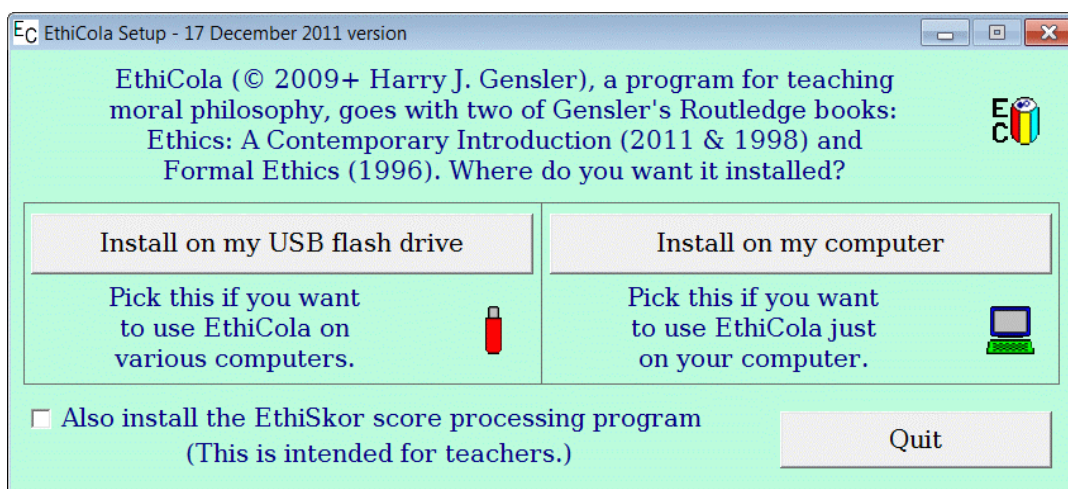 EC EthiCola Setup - 17 December 2011 version
EthiCola (© 2009+ Harry J. Gensler), a program for teaching
moral philosophy, goes with two of Gensler's Routledge books:
Ethics: A Contemporary Introduction (2011 & 1998) and
Formal Ethics (1996). Where do you want it installed?
EC
Install on my USB flash drive
Pick this if you want
to use EthiCola on
various computers.
Install on my computer
Pick this if you want
to use EthiCola just
on your computer.
Also install the EthiSkor score processing program
(This is intended for teachers.)
Quit